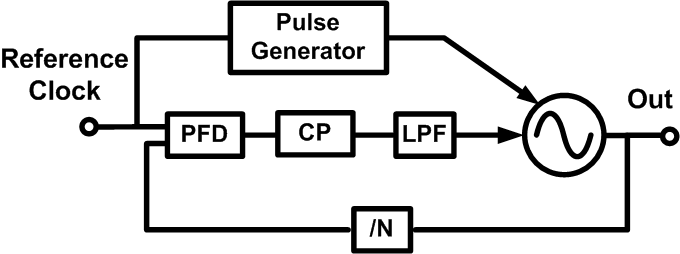 Pulse
Generator
Reference
Clock
PFD
CP
LPF
Out
/N